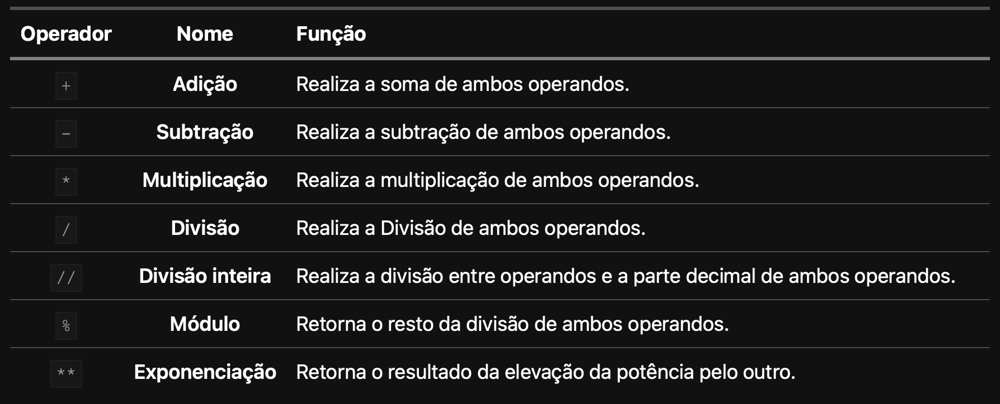 Operador Nome Função
+ Adição Realiza a soma de ambos operandos.
- Subtração Realiza a subtração de ambos operandos.
* Multiplicação Realiza a multiplicação de ambos operandos.
/ Divisão Realiza a Divisão de ambos operandos.
// Divisão inteira Realiza a divisão entre operandos e a parte decimal de ambos operandos.
% Módulo Retorna o resto da divisão de ambos operandos.
** Exponenciação Retorna o resultado da elevação da potência pelo outro.